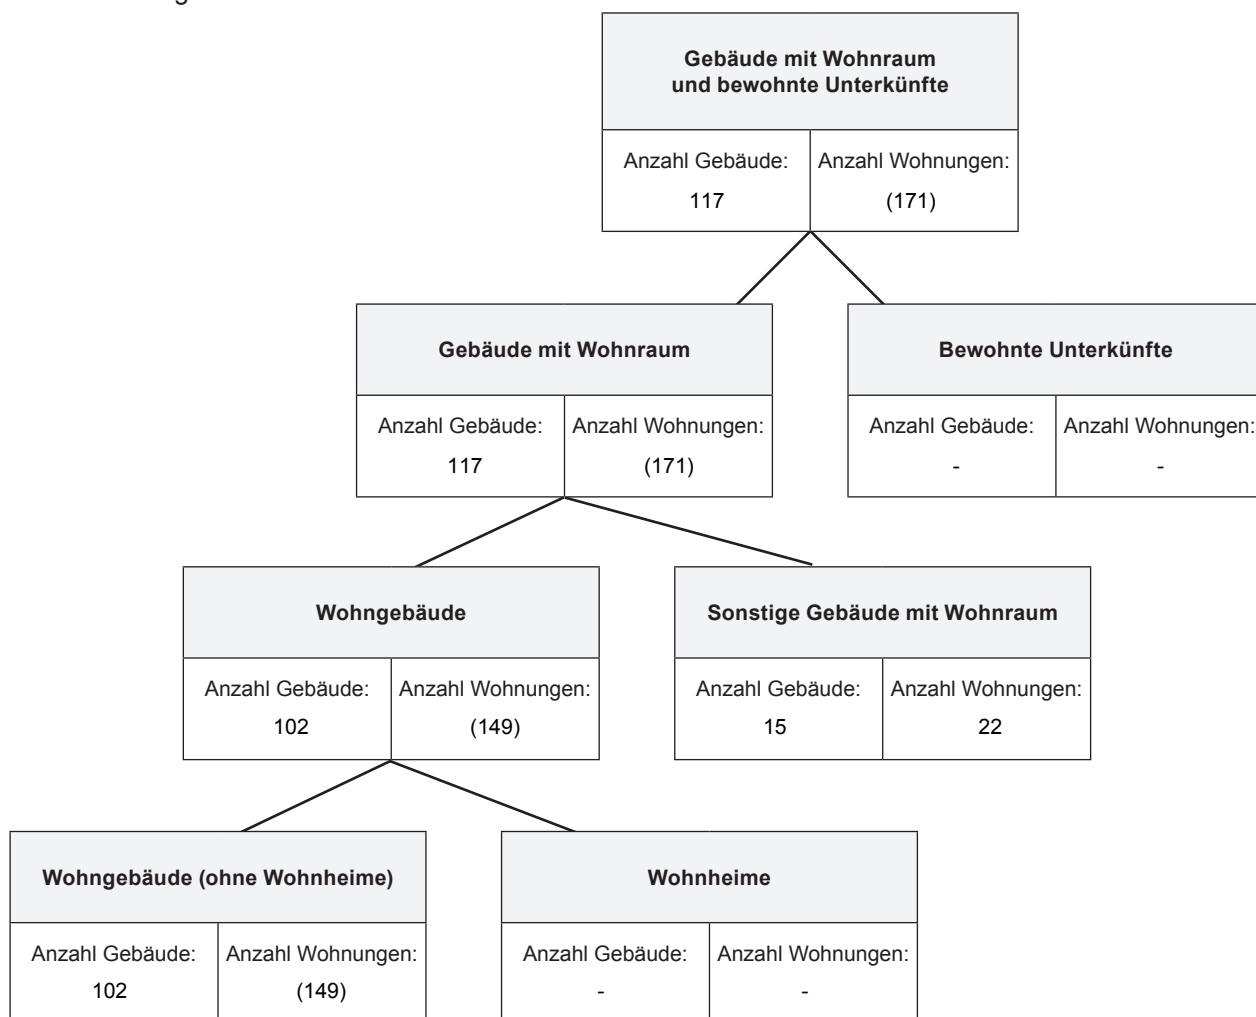 Gebäude mit Wohnraum
und bewohnte Unterkünfte
Anzahl Gebäude: Anzahl Wohnungen:
117 (171)
Gebäude mit Wohnraum
Anzahl Gebäude: Anzahl Wohnungen:
117 (171)
Bewohnte Unterkünfte
Anzahl Gebäude: Anzahl Wohnungen:
- -
Wohngebäude
Anzahl Gebäude: Anzahl Wohnungen:
102 (149)
Sonstige Gebäude mit Wohnraum
Anzahl Gebäude: Anzahl Wohnungen:
15 22
Wohngebäude (ohne Wohnheime)
Anzahl Gebäude: Anzahl Wohnungen:
102 (149)
Wohnheime
Anzahl Gebäude: Anzahl Wohnungen:
- -